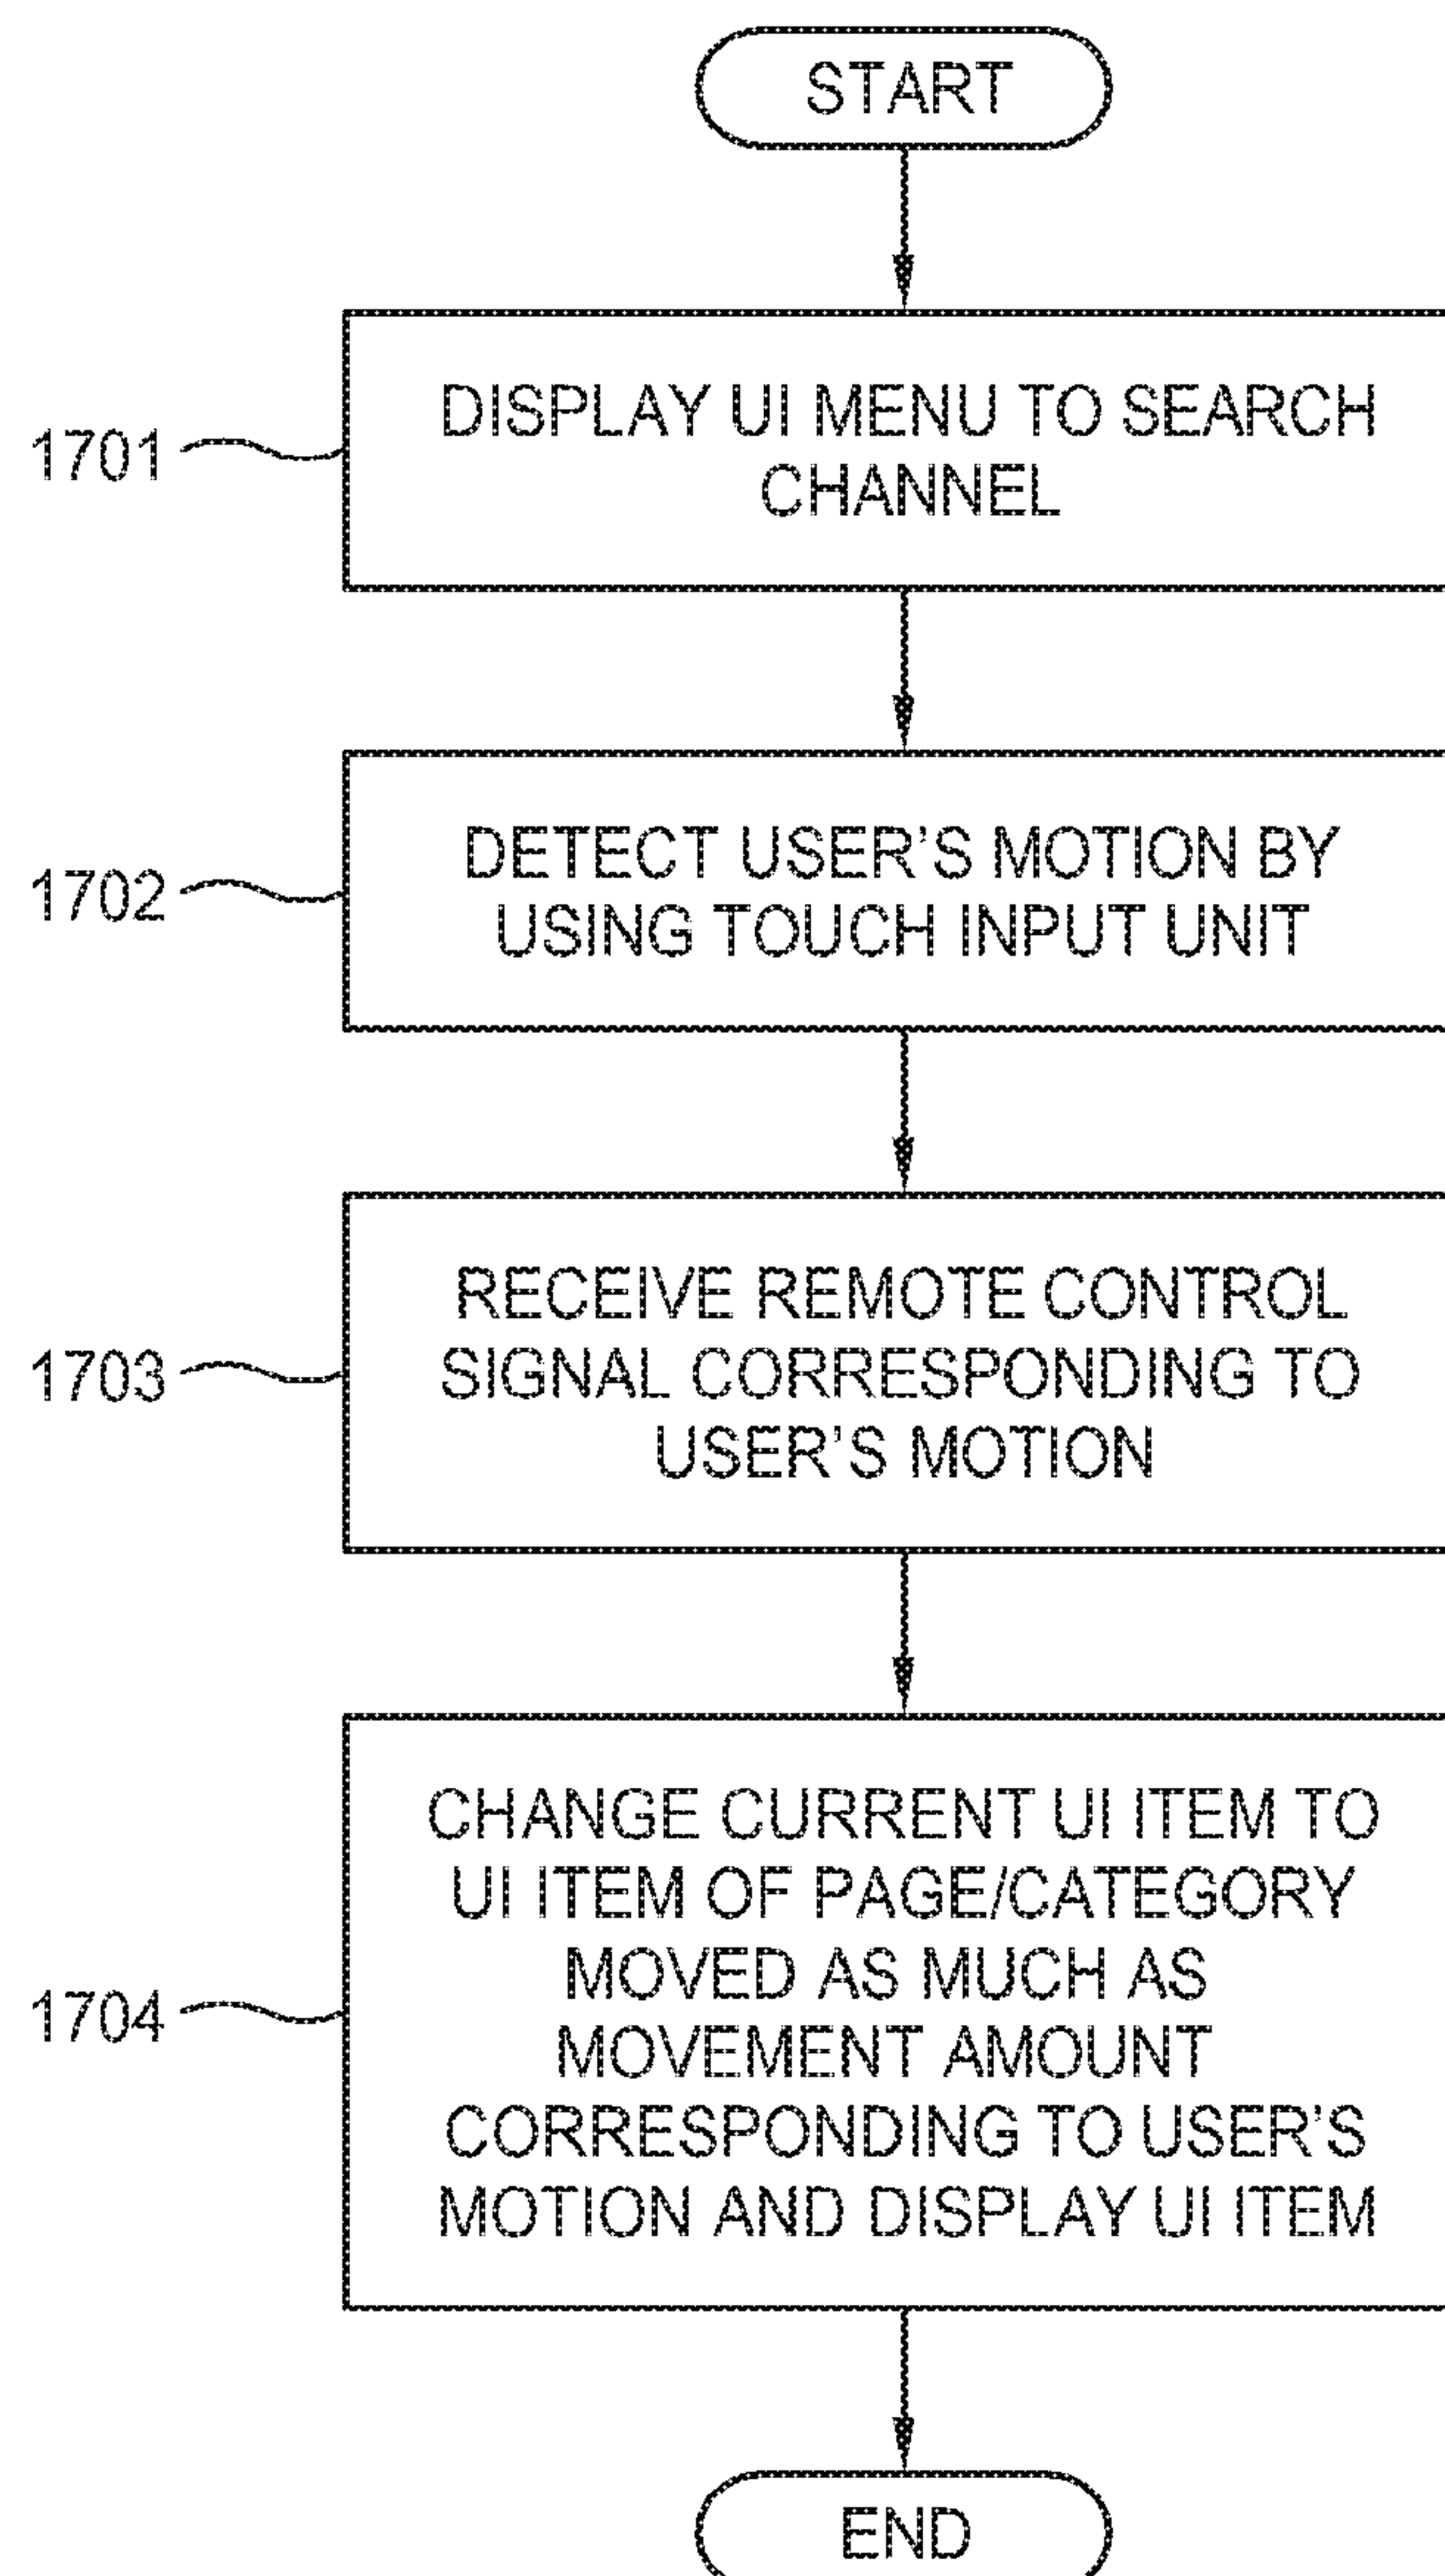 START
DISPLAY UI MENU TO SEARCH
CHANNEL
1701
DETECT USER'S MOTION BY
USING TOUCH INPUT UNIT
1702
RECEIVE REMOTE CONTROL
SIGNAL CORRESPONDING TO
USER'S MOTION
1703
CHANGE CURRENT UI ITEM TO
UI ITEM OF PAGE/CATEGORY
MOVED AS MUCH AS
MOVEMENT AMOUNT
CORRESPONDING TO USER'S
MOTION AND DISPLAY UI ITEM
1704
END